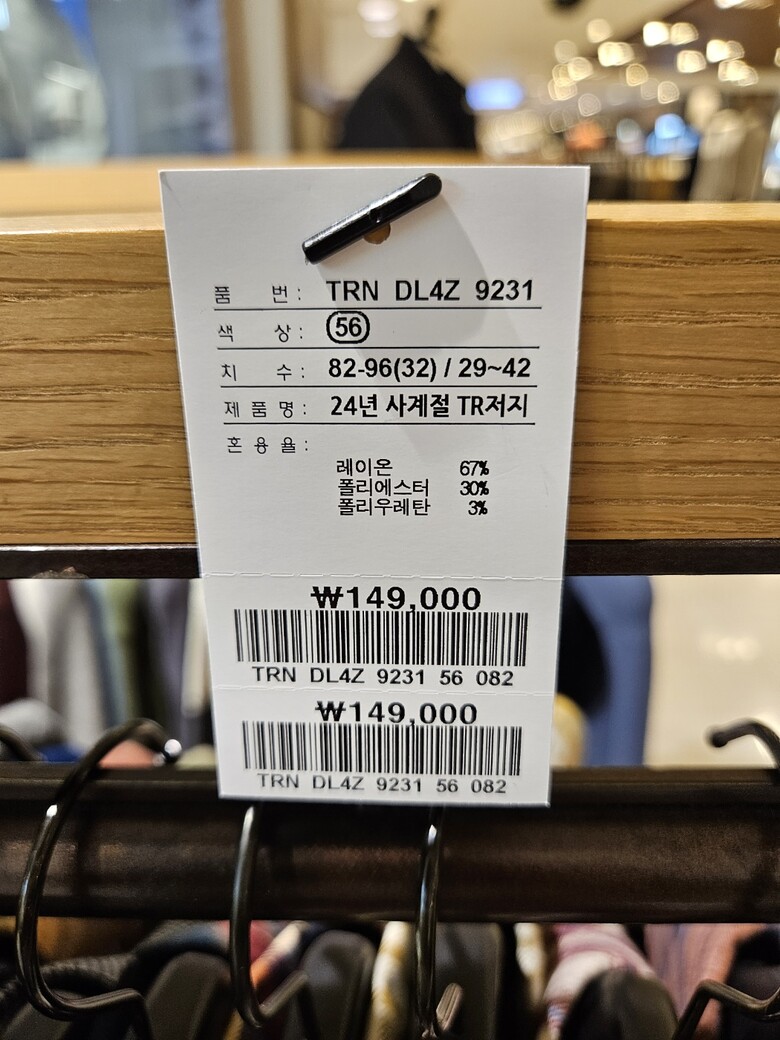 품 번 : TRN DL4Z 9231
색 상 : 56
치 수 : 82-96(32) / 29~42
제 품 명 : 24년 사계절 TR저지
혼 용 율 :
레이온 67%
폴리에스터 30%
폴리우레탄 3%
₩149,000
TRN DL4Z 9231 56 082
₩149,000
TRN DL4Z 9231 56 082